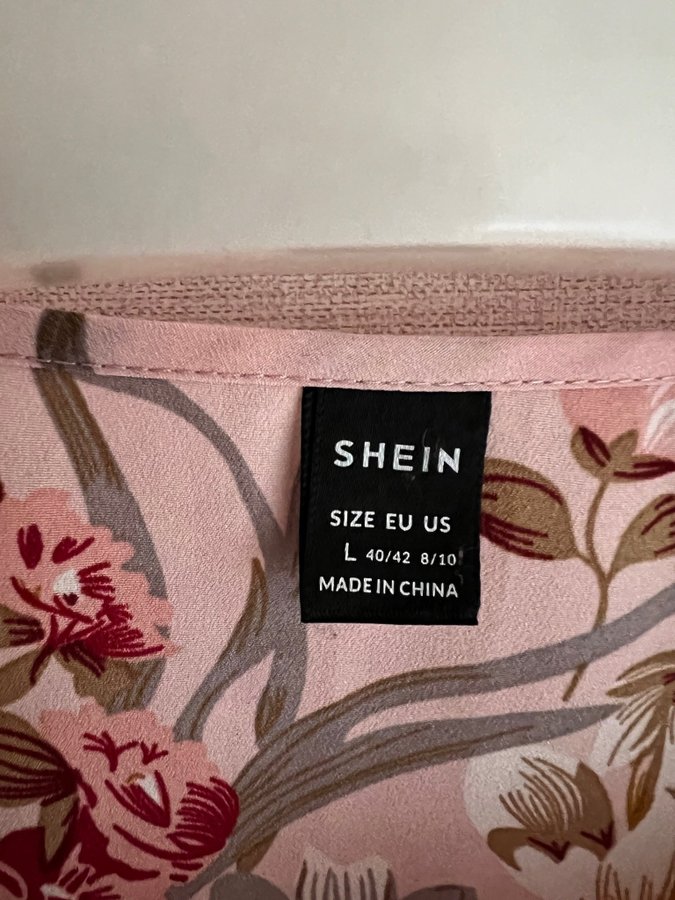 SHEIN
SIZE EU US
L 40/42 8/10
MADE IN CHINA